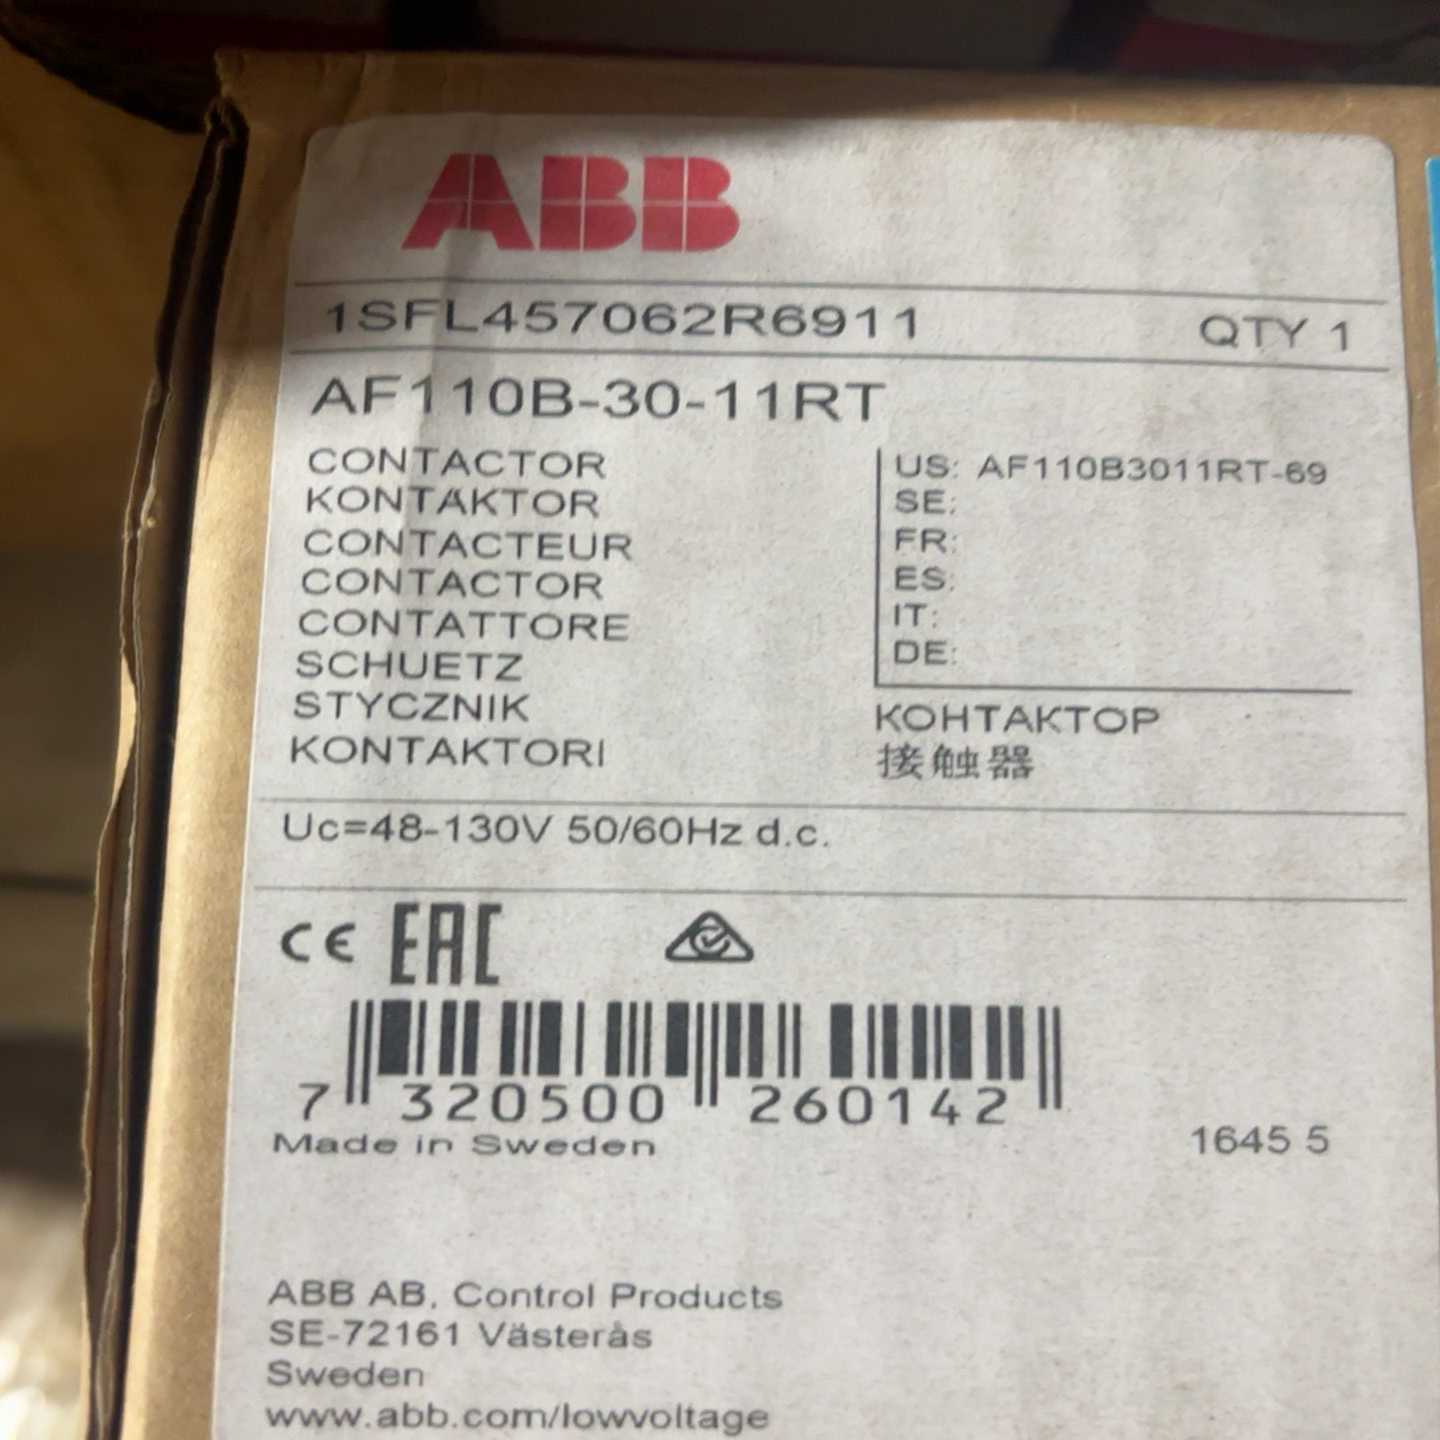 ABB
1SFL457062R6911 QTY 1
AF110B-30-11RT
CONTACTOR
KONTAKTOR
CONTACTEUR
CONTACTOR
CONTATTORE
SCHUETZ
STYCZNIK
KONTAKTORI
US: AF110B3011RT-69
SE:
FR:
ES:
IT:
DE:
КОНТАКТОР
接触器
Uc=48-130V 50/60Hz d.c.
CE EAC
7 320500 260142
Made in Sweden 1645 5
ABB AB, Control Products
SE-72161 Västerås
Sweden
www.abb.com/lowvoltage